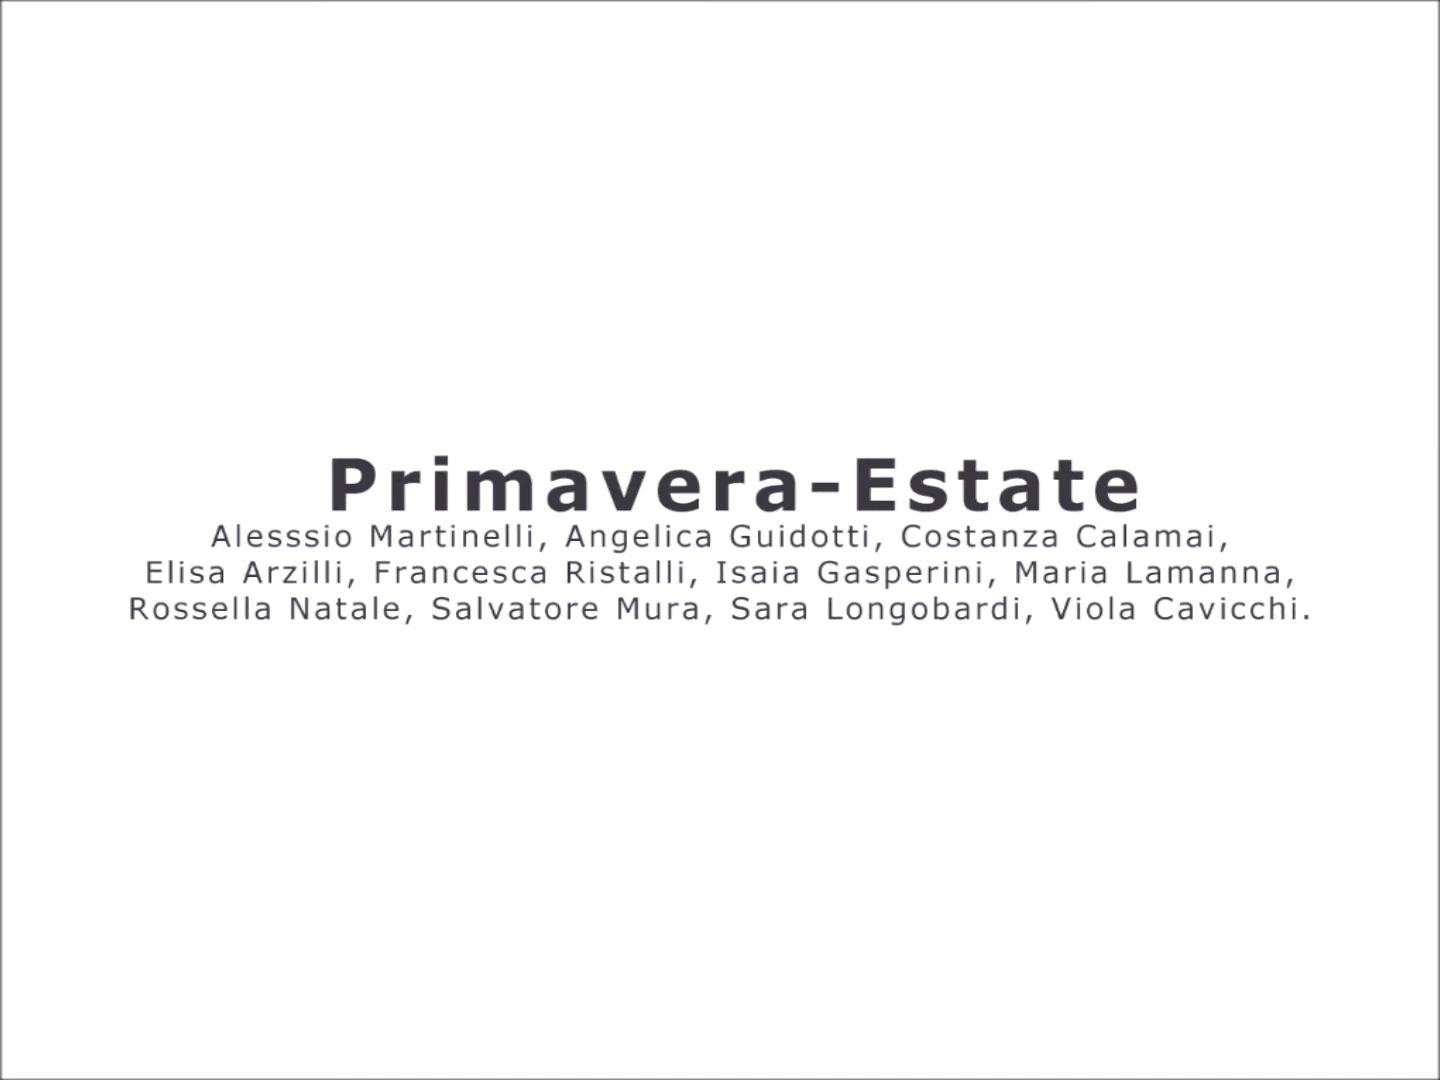 Primavera-Estate
Alesssio Martinelli, Angelica Guidotti, Costanza Calamai,
Elisa Arzilli, Francesca Ristalli, Isaia Gasperini, Maria Lamanna,
Rossella Natale, Salvatore Mura, Sara Longobardi, Viola Cavicchi.